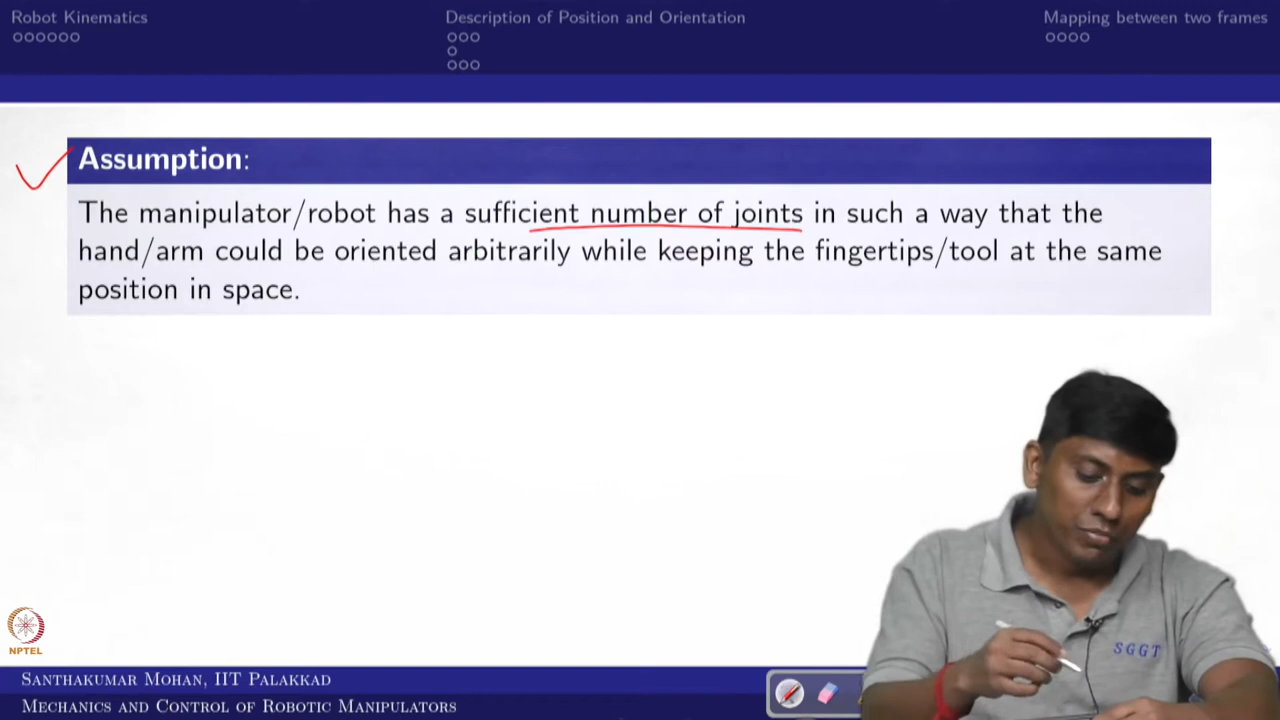 Robot Kinematics
Description of Position and Orientation
Mapping between two frames
Assumption:
The manipulator/robot has a sufficient number of joints in such a way that the
hand/arm could be oriented arbitrarily while keeping the fingertips/tool at the same
position in space.
SGGT
NPTEL
Santhakumar Mohan, IIT Palakkad
Mechanics and Control of Robotic Manipulators